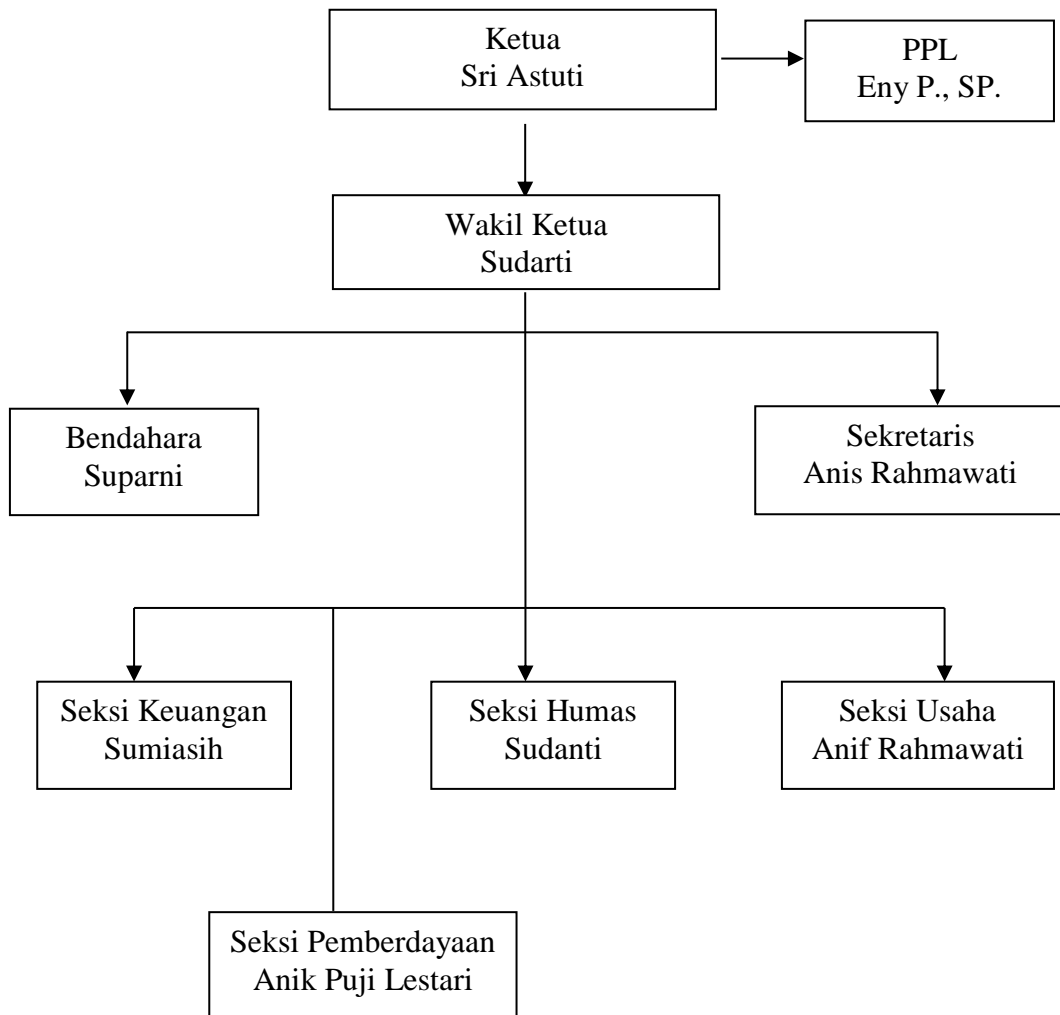 Ketua
Sri Astuti
PPL
Eny P., SP.
Wakil Ketua
Sudarti
Bendahara
Suparni
Sekretaris
Anis Rahmawati
Seksi Keuangan
Sumiasih
Seksi Humas
Sudanti
Seksi Usaha
Anif Rahmawati
Seksi Pemberdayaan
Anik Puji Lestari